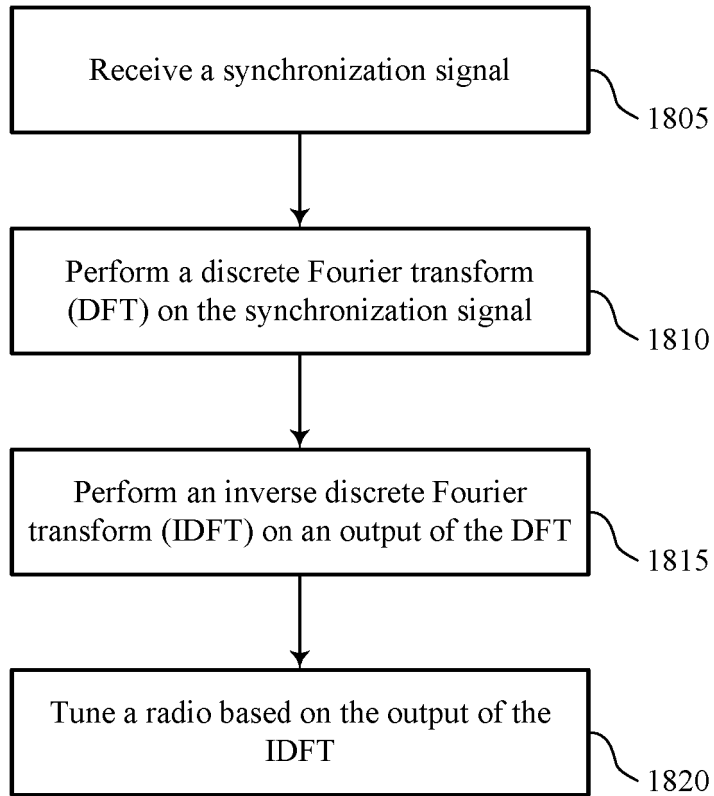 Receive a synchronization signal
1805
Perform a discrete Fourier transform
(DFT) on the synchronization signal
1810
Perform an inverse discrete Fourier
transform (IDFT) on an output of the DFT
1815
Tune a radio based on the output of the
IDFT
1820